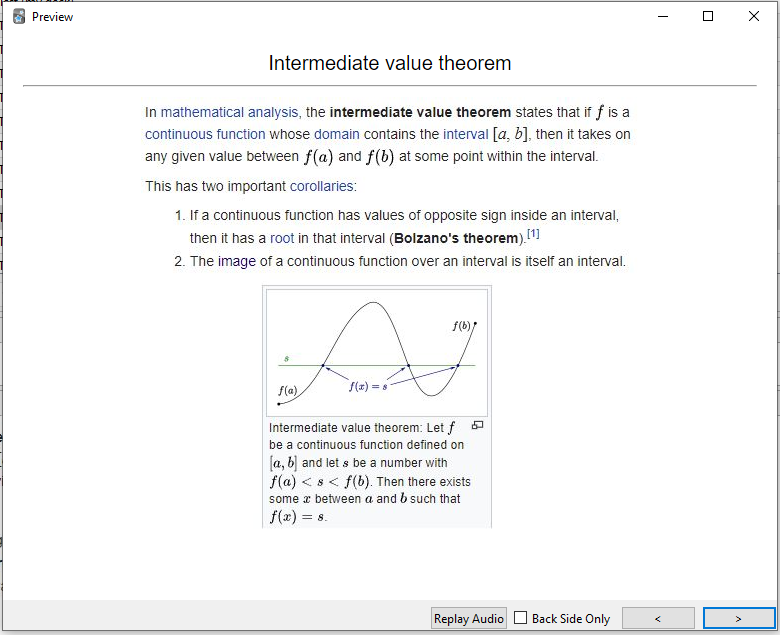 Preview
Intermediate value theorem
In mathematical analysis, the intermediate value theorem states that if f is a
continuous function whose domain contains the interval [a, b], then it takes on
any given value between f(a) and f(b) at some point within the interval.
This has two important corollaries:
1. If a continuous function has values of opposite sign inside an interval,
then it has a root in that interval (Bolzano's theorem).[1]
2. The image of a continuous function over an interval is itself an interval.
f(b)
s
f(a)
f(x) = s
Intermediate value theorem: Let f
be a continuous function defined on
[a, b] and let s be a number with
f(a) < s < f(b). Then there exists
some x between a and b such that
f(x) = s.
Replay Audio
Back Side Only
<
>